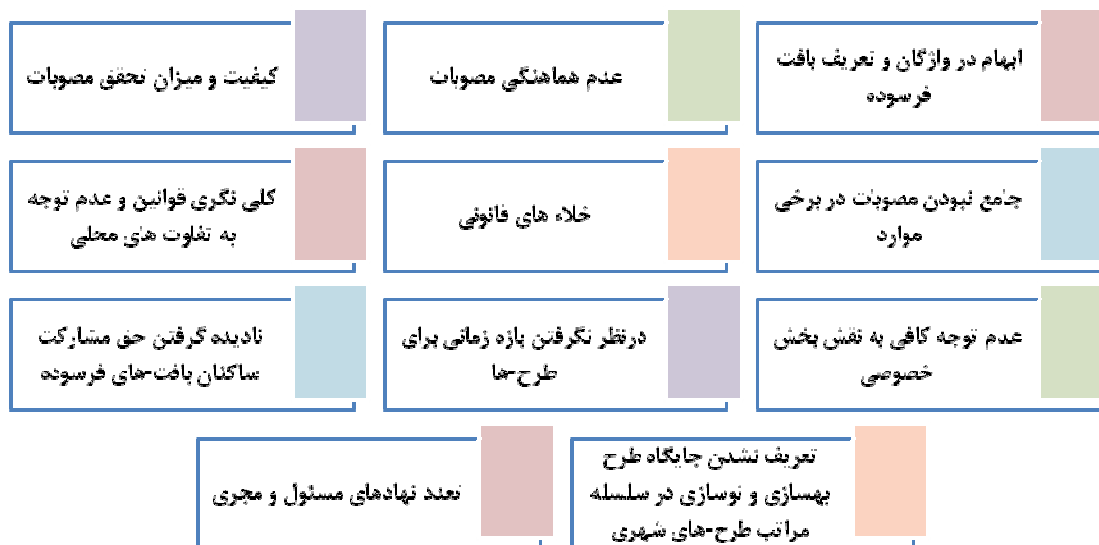 ابهام در واژگان و تعریف بافت
فرسوده
عدم هماهنگی مصوبات
کیفیت و میزان تحقق مصوبات
جامع نبودن مصوبات در برخی
موارد
خلاء های قانونی
کلی نگری قوانین و عدم توجه
به تفاوت های محلی
عدم توجه کافی به نقش بخش
خصوصی
درنظر نگرفتن بازه زمانی برای
طرح-ها
نادیده گرفتن حق مشارکت
ساکنان بافت-های فرسوده
تعریف نشدن جایگاه طرح
بهسازی و نوسازی در سلسله
مراتب طرح-های شهری
تعدد نهادهای مسئول و مجری